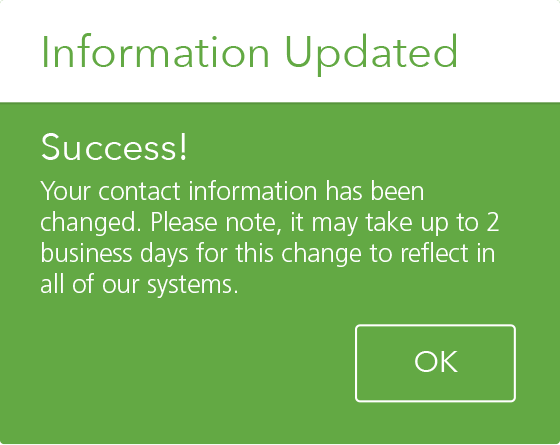 Information Updated
Success!
Your contact information has been
changed. Please note, it may take up to 2
business days for this change to reflect in
all of our systems.
OK